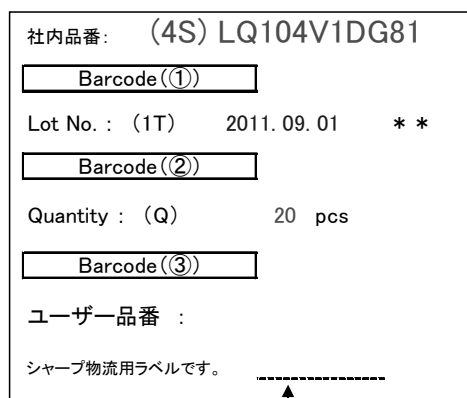 社内品番: (4S) LQ104V1DG81
Barcode(①)
Lot No. : (1T) 2011. 09. 01 * *
Barcode(②)
Quantity : (Q) 20 pcs
Barcode(③)
ユーザー品番 :
シャープ物流用ラベルです。